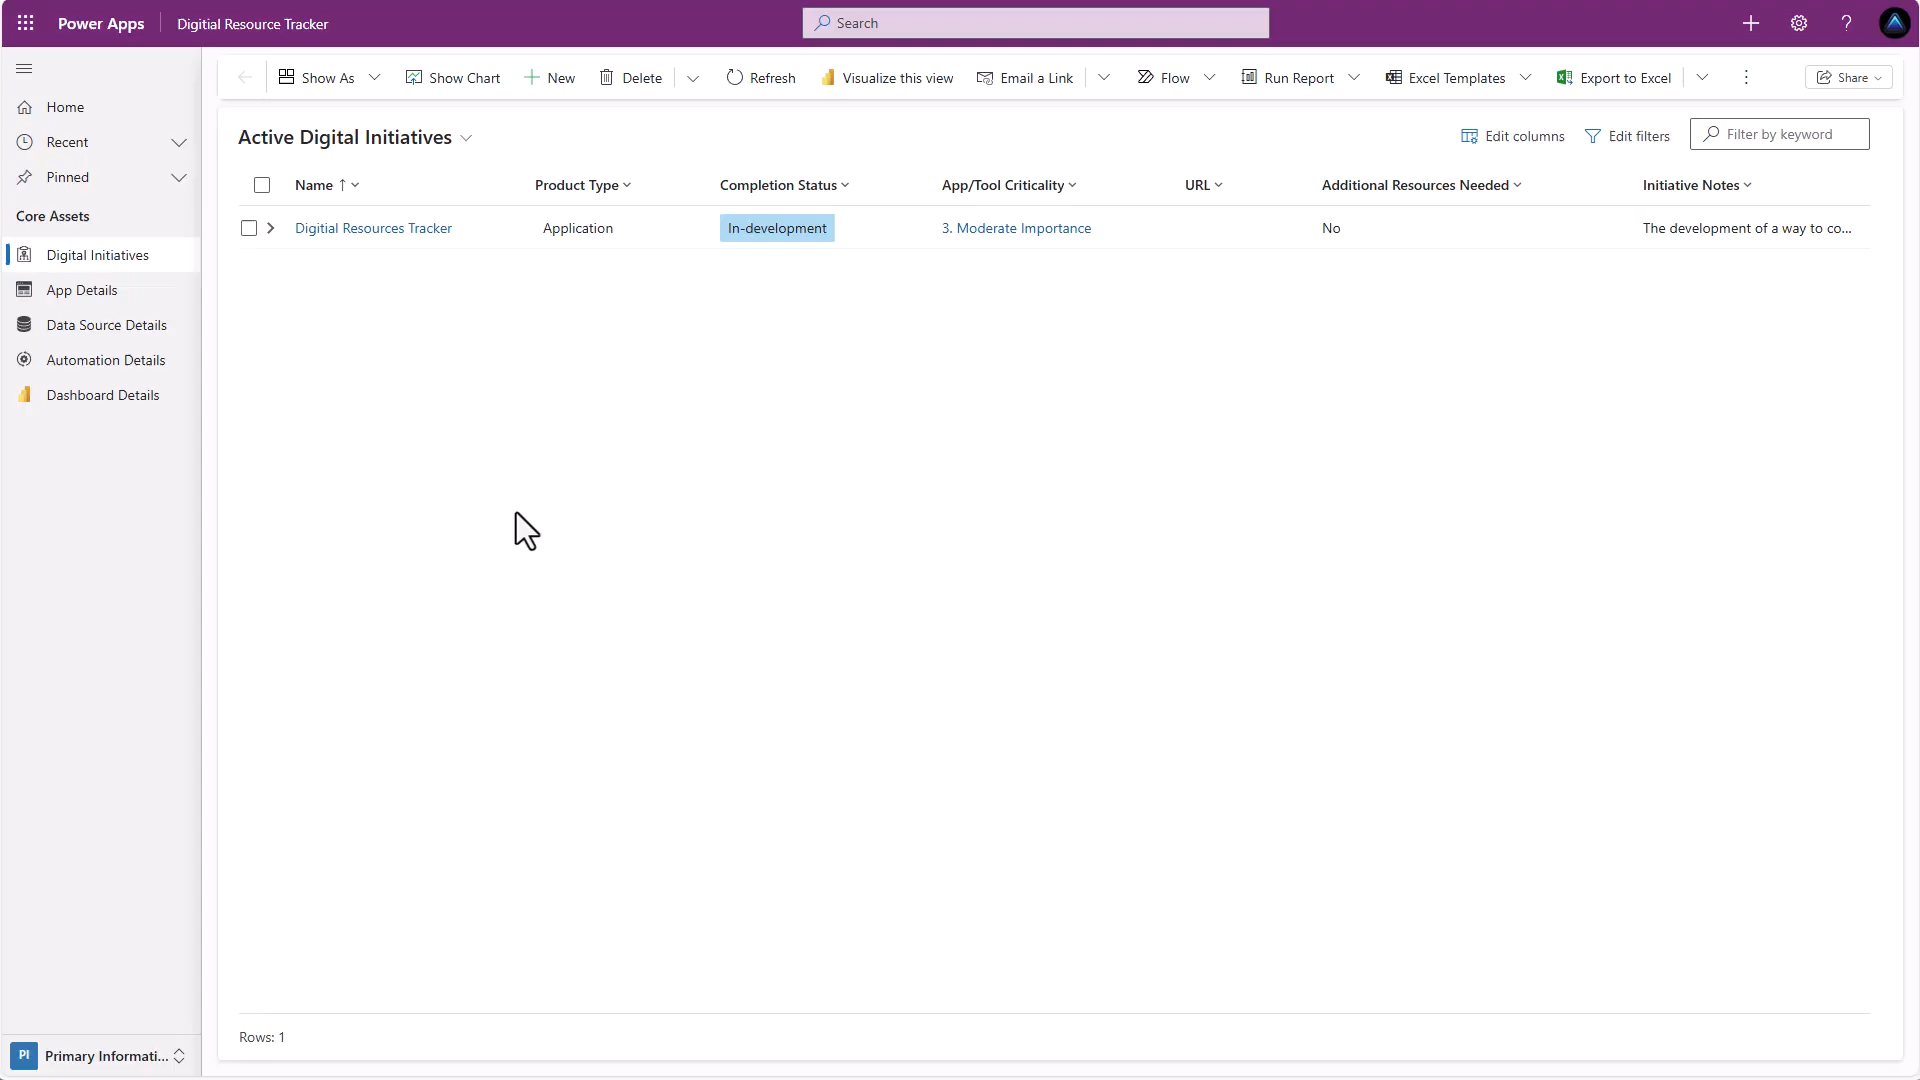 Power Apps Digitial Resource Tracker Search
Show As Show Chart New Delete Refresh Visualize this view Email a Link Flow Run Report Excel Templates Export to Excel Share
Home
Recent
Pinned
Core Assets
Digital Initiatives
App Details
Data Source Details
Automation Details
Dashboard Details
PI Primary Informati...
Active Digital Initiatives Edit columns Edit filters Filter by keyword
Name Product Type Completion Status App/Tool Criticality URL Additional Resources Needed Initiative Notes
Digitial Resources Tracker Application In-development 3. Moderate Importance No The development of a way to co...
Rows: 1